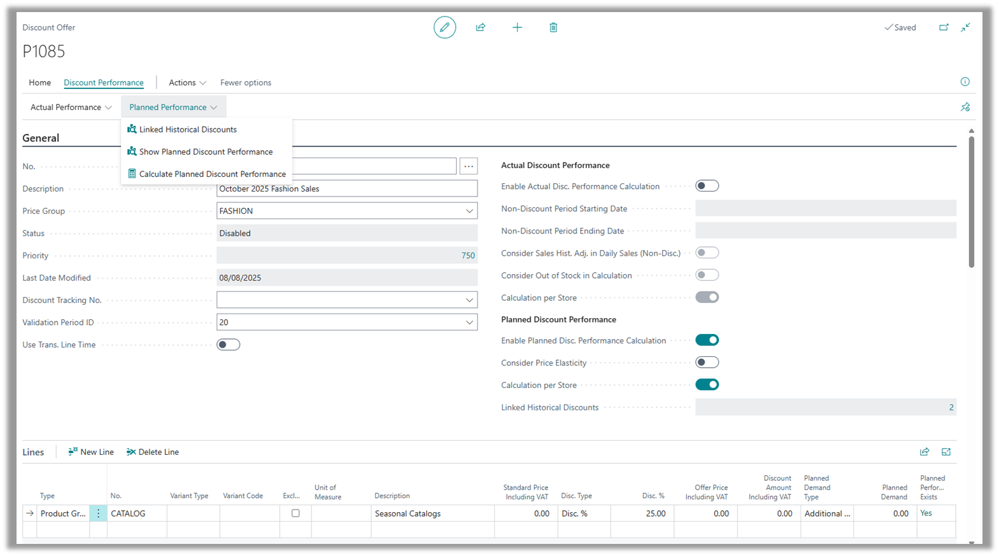 Discount Offer
Saved
P1085
Home
Discount Performance
Actions
Fewer options
Actual Performance
Planned Performance
Linked Historical Discounts
Show Planned Discount Performance
Calculate Planned Discount Performance
General
No.
Description
October 2025 Fashion Sales
Price Group
FASHION
Status
Disabled
Priority
750
Last Date Modified
08/08/2025
Discount Tracking No.
Validation Period ID
20
Use Trans. Line Time
Actual Discount Performance
Enable Actual Disc. Performance Calculation
Non-Discount Period Starting Date
Non-Discount Period Ending Date
Consider Sales Hist. Adj. in Daily Sales (Non-Disc.)
Consider Out of Stock in Calculation
Calculation per Store
Planned Discount Performance
Enable Planned Disc. Performance Calculation
Consider Price Elasticity
Calculation per Store
Linked Historical Discounts
2
Lines
New Line
Delete Line
Type
No.
Variant Type
Variant Code
Excl...
Unit of
Measure
Description
Standard Price
Including VAT
Disc. Type
Disc. %
Offer Price
Including VAT
Discount
Amount
Including VAT
Planned
Demand
Type
Planned
Demand
Planned
Perfor...
Exists
Product Gr...
CATALOG
Seasonal Catalogs
0.00
Disc. %
25.00
0.00
0.00
Additional ...
0.00
Yes